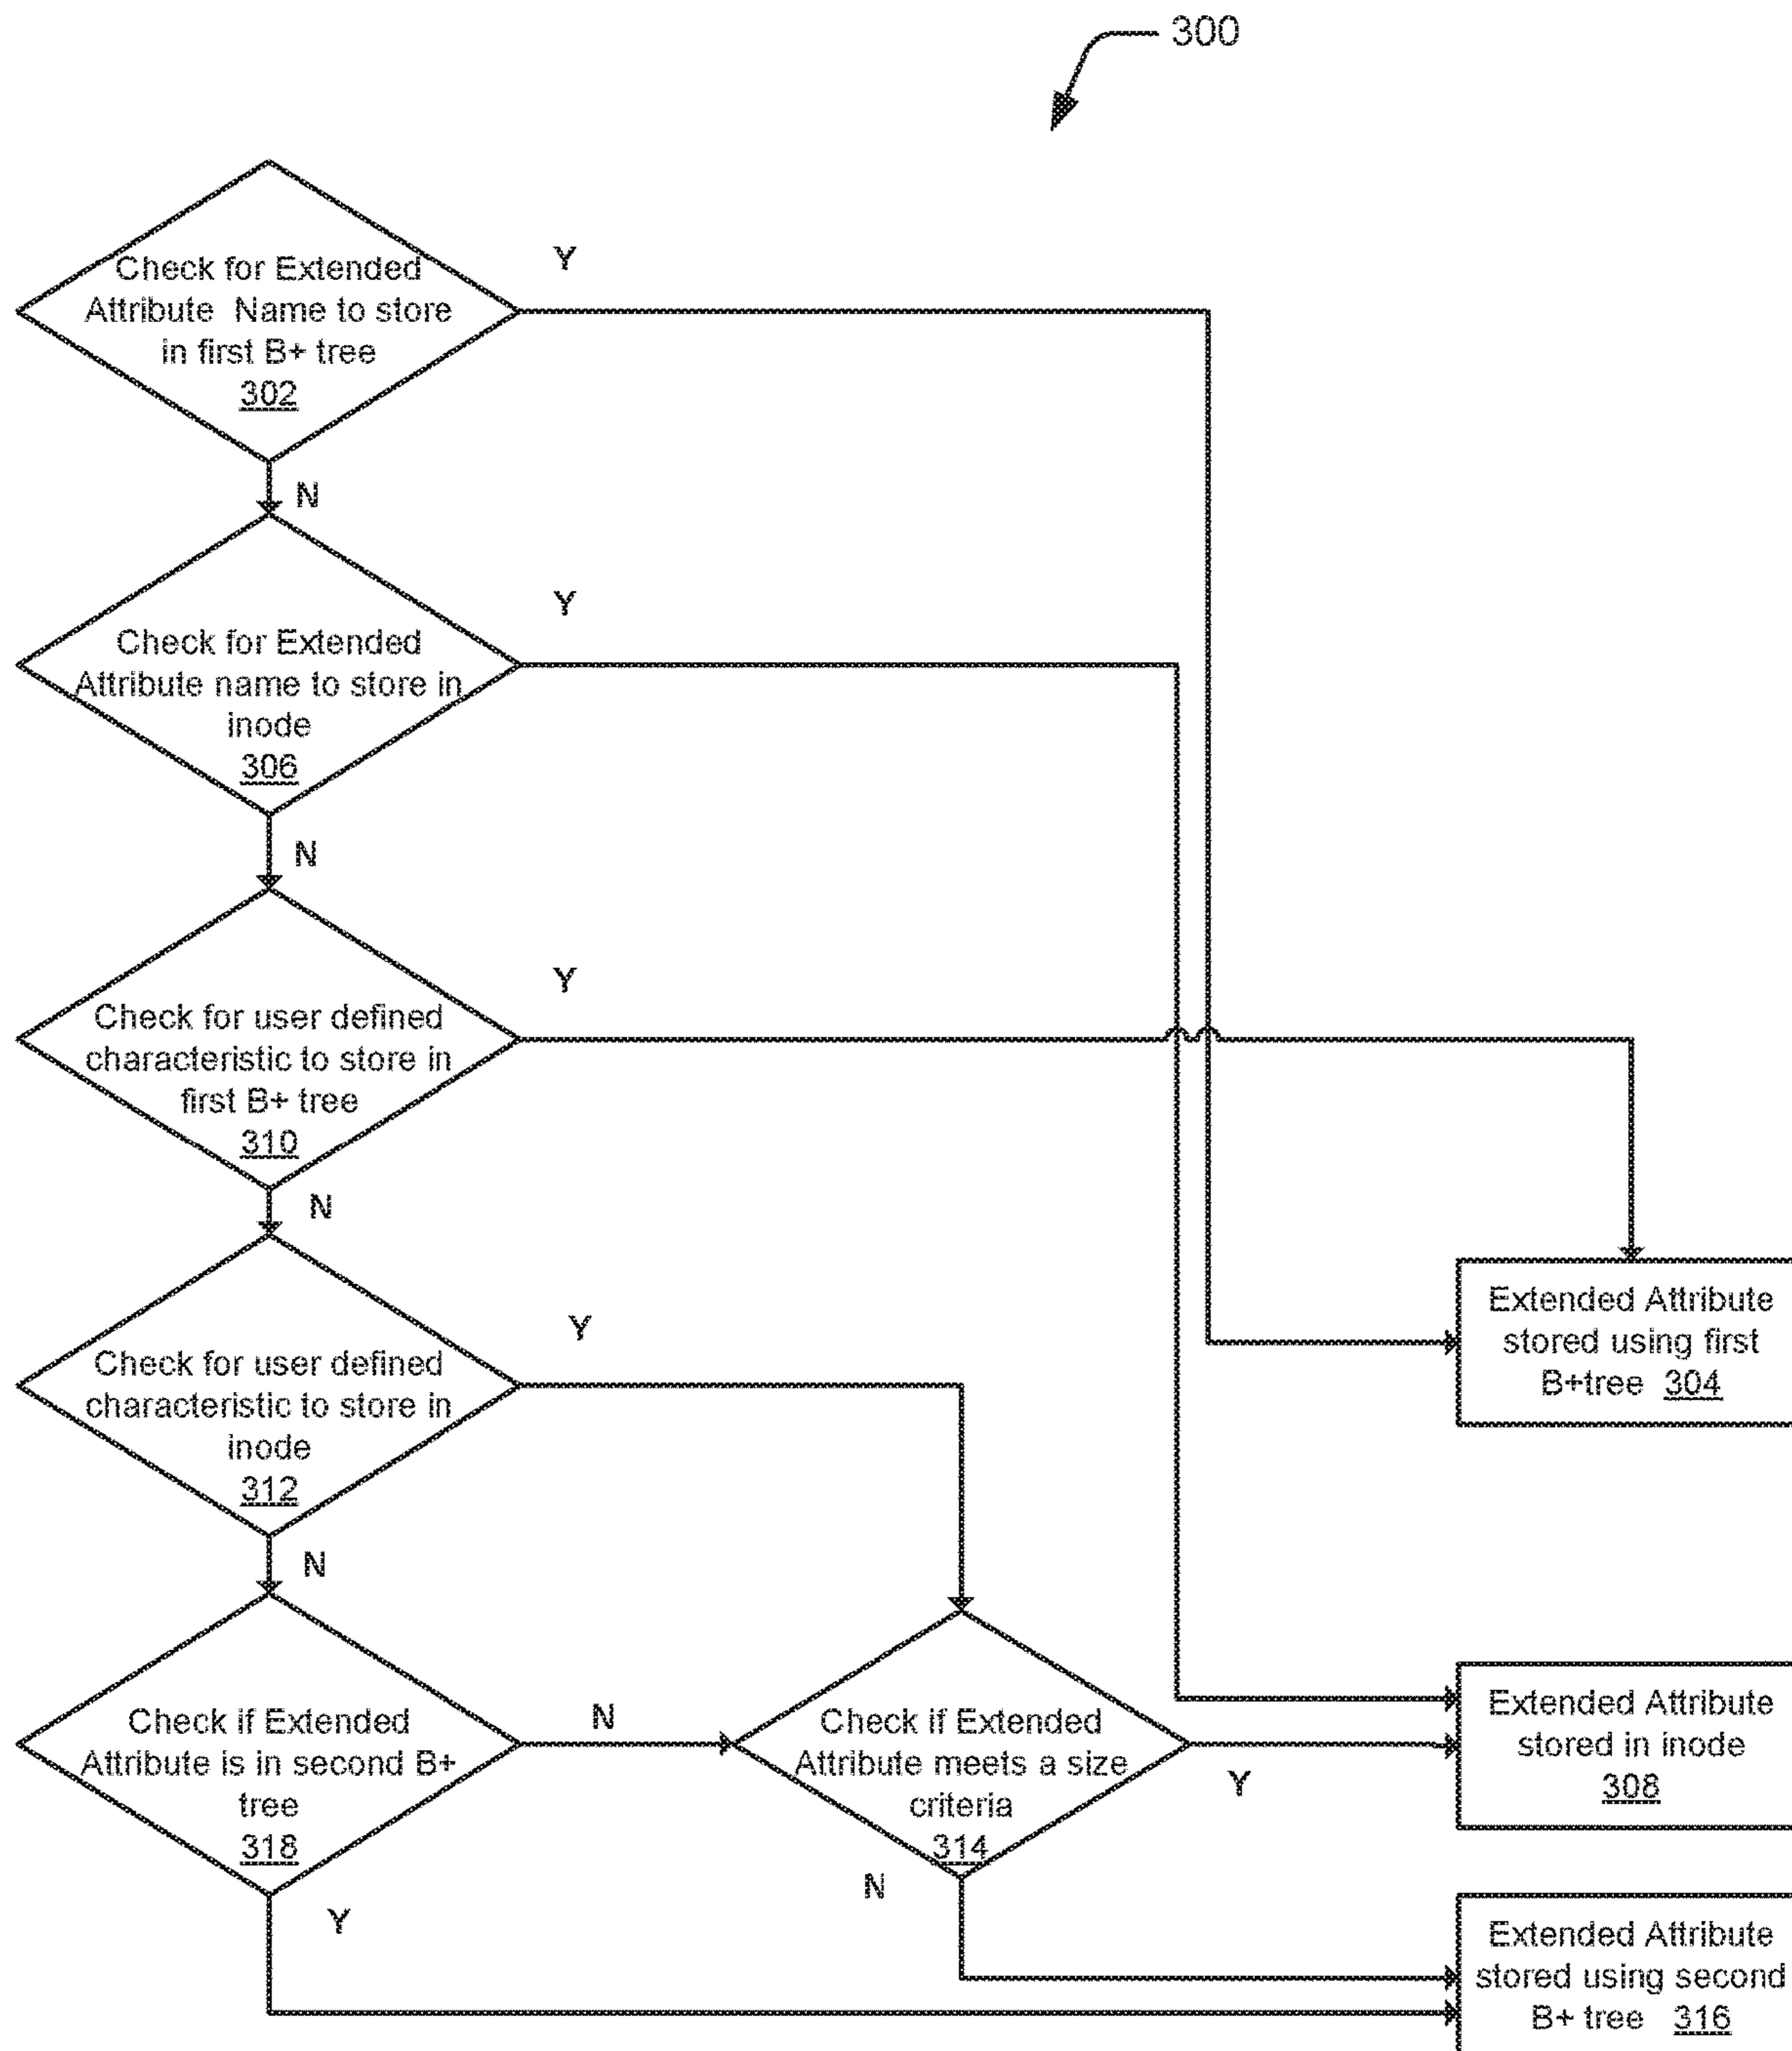 300
Check for Extended
Attribute Name to store
in first B+ tree
302
Y
N
Check for Extended
Attribute name to store in
inode
306
Y
N
Check for user defined
characteristic to store in
first B+ tree
310
Y
N
Check for user defined
characteristic to store in
inode
312
Y
N
Extended Attribute
stored using first
B+tree 304
Check if Extended
Attribute is in second B+
tree
318
N
Y
Check if Extended
Attribute meets a size
criteria
314
Y
N
Extended Attribute
stored in inode
308
Extended Attribute
stored using second
B+ tree 316